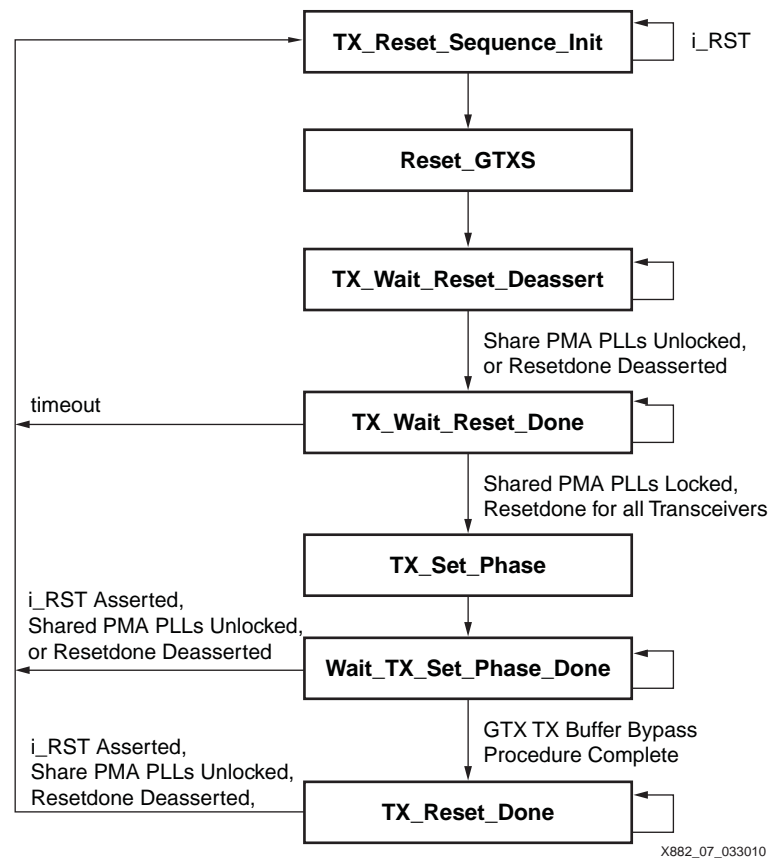 TX_Reset_Sequence_Init
i_RST
Reset_GTXS
TX_Wait_Reset_Deassert
Share PMA PLLs Unlocked,
or Resetdone Deasserted
timeout
TX_Wait_Reset_Done
Shared PMA PLLs Locked,
Resetdone for all Transceivers
TX_Set_Phase
i_RST Asserted,
Shared PMA PLLs Unlocked,
or Resetdone Deasserted
Wait_TX_Set_Phase_Done
GTX TX Buffer Bypass
Procedure Complete
i_RST Asserted,
Share PMA PLLs Unlocked,
Resetdone Deasserted,
TX_Reset_Done
X882_07_033010